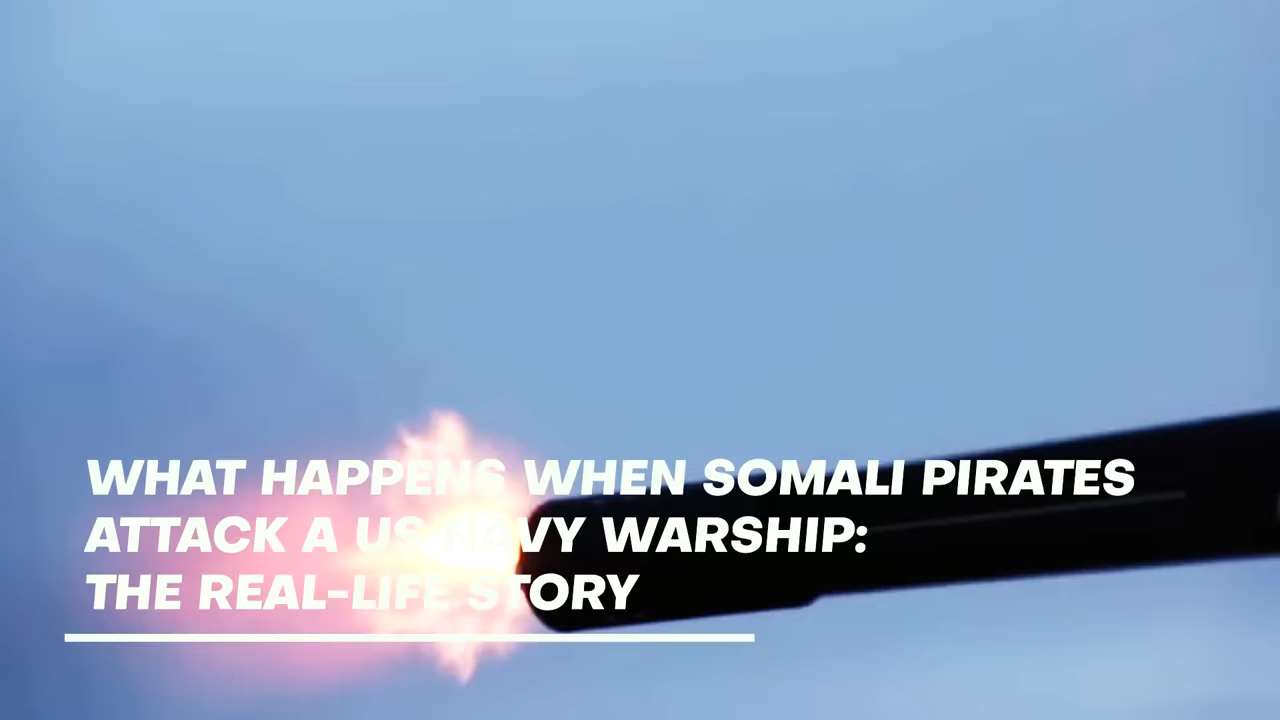 WHAT HAPPENS WHEN SOMALI PIRATES
ATTACK A US NAVY WARSHIP:
THE REAL-LIFE STORY